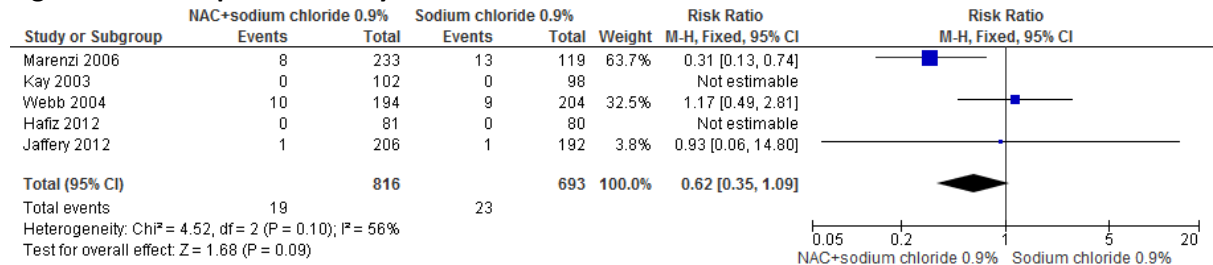 NAC+sodium chloride 0.9% Sodium chloride 0.9% Risk Ratio Risk Ratio
Study or Subgroup Events Total Events Total Weight M-H, Fixed, 95% CI M-H, Fixed, 95% CI
Marenzi 2006 8 233 13 119 63.7% 0.31 [0.13, 0.74]
Kay 2003 0 102 0 98 Not estimable
Webb 2004 10 194 9 204 32.5% 1.17 [0.49, 2.81]
Hafiz 2012 0 81 0 80 Not estimable
Jaffery 2012 1 206 1 192 3.8% 0.93 [0.06, 14.80]
Total (95% CI) 816 693 100.0% 0.62 [0.35, 1.09]
Total events 19 23
Heterogeneity: Chi² = 4.52, df = 2 (P = 0.10); I² = 56%
Test for overall effect: Z = 1.68 (P = 0.09)
0.05 0.2 1 5 20
NAC+sodium chloride 0.9% Sodium chloride 0.9%